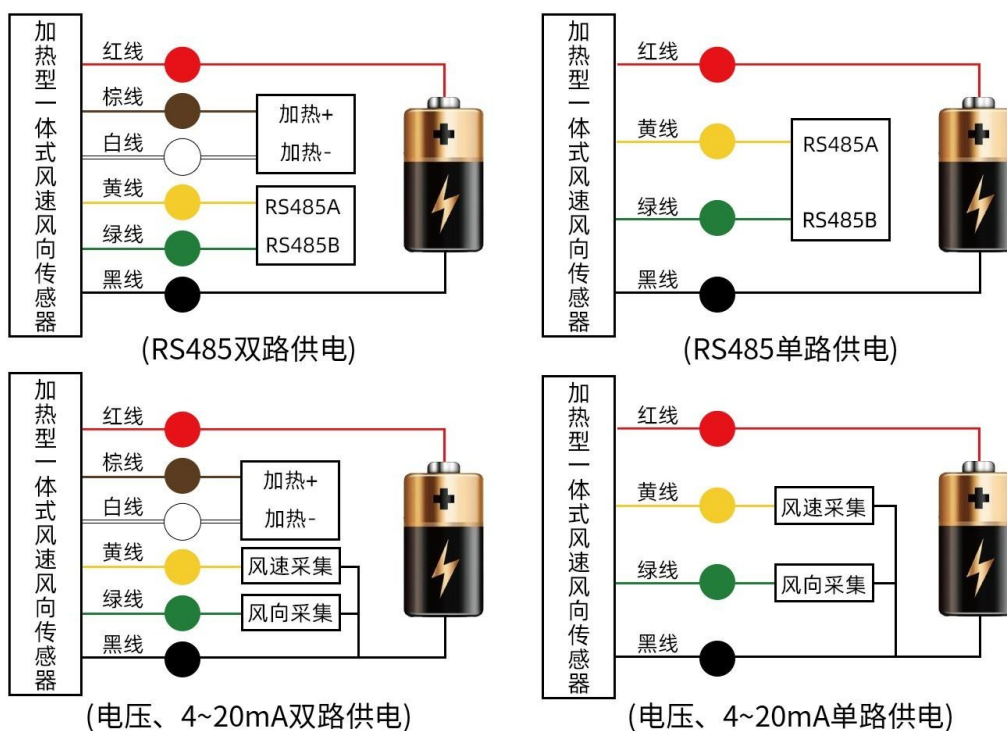 加热型一体式风速风向传感器
红线
棕线
白线
黄线
绿线
黑线
加热+
加热-
RS485A
RS485B
(RS485双路供电)
加热型一体式风速风向传感器
红线
黄线
绿线
黑线
RS485A
RS485B
(RS485单路供电)
加热型一体式风速风向传感器
红线
棕线
白线
黄线
绿线
黑线
加热+
加热-
风速采集
风向采集
(电压、4~20mA双路供电)
加热型一体式风速风向传感器
红线
黄线
绿线
黑线
风速采集
风向采集
(电压、4~20mA单路供电)